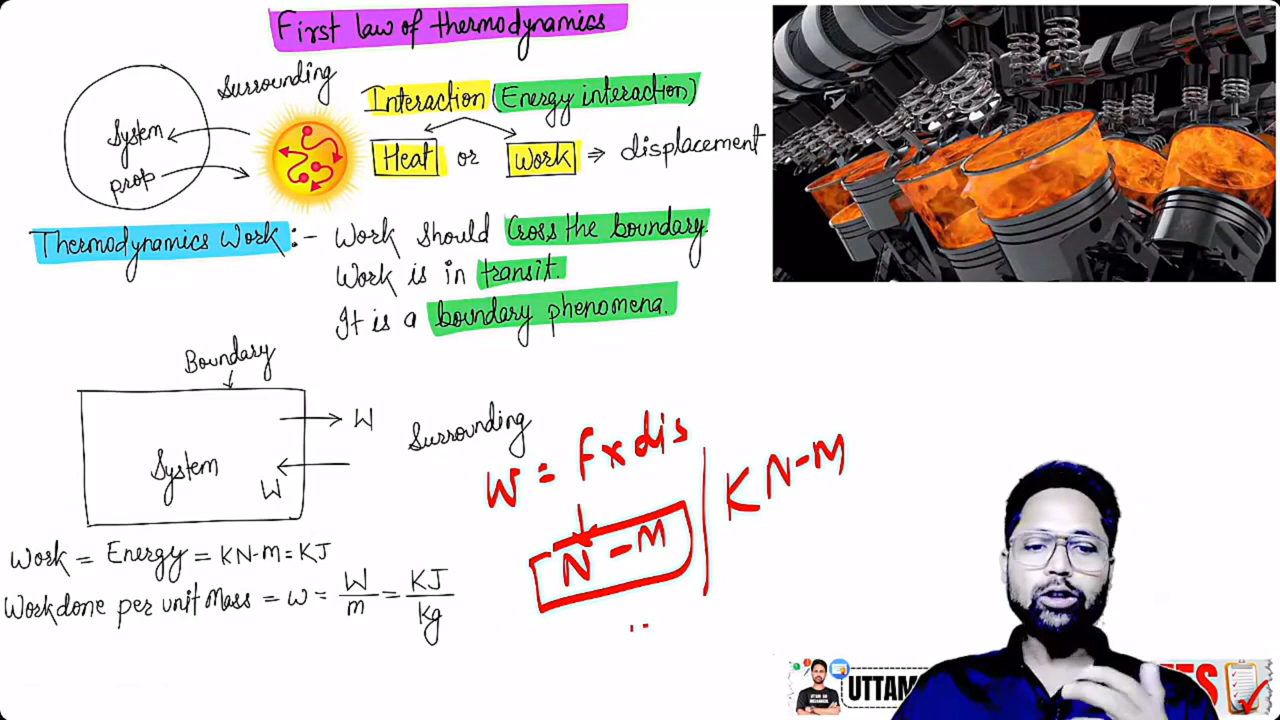 First law of thermodynamics
Surrounding
System
prop
Interaction (Energy interaction)
Heat or Work ⇒ displacement
Thermodynamics Work :- Work should Cross the boundary.
Work is in transit.
It is a boundary phenomena.
Boundary
W
Surrounding
System
W
W = F x dis
N - M
KN-M
Work = Energy = KN-m = KJ
Workdone per unit Mass = w = W/m = KJ/kg
UTTAM